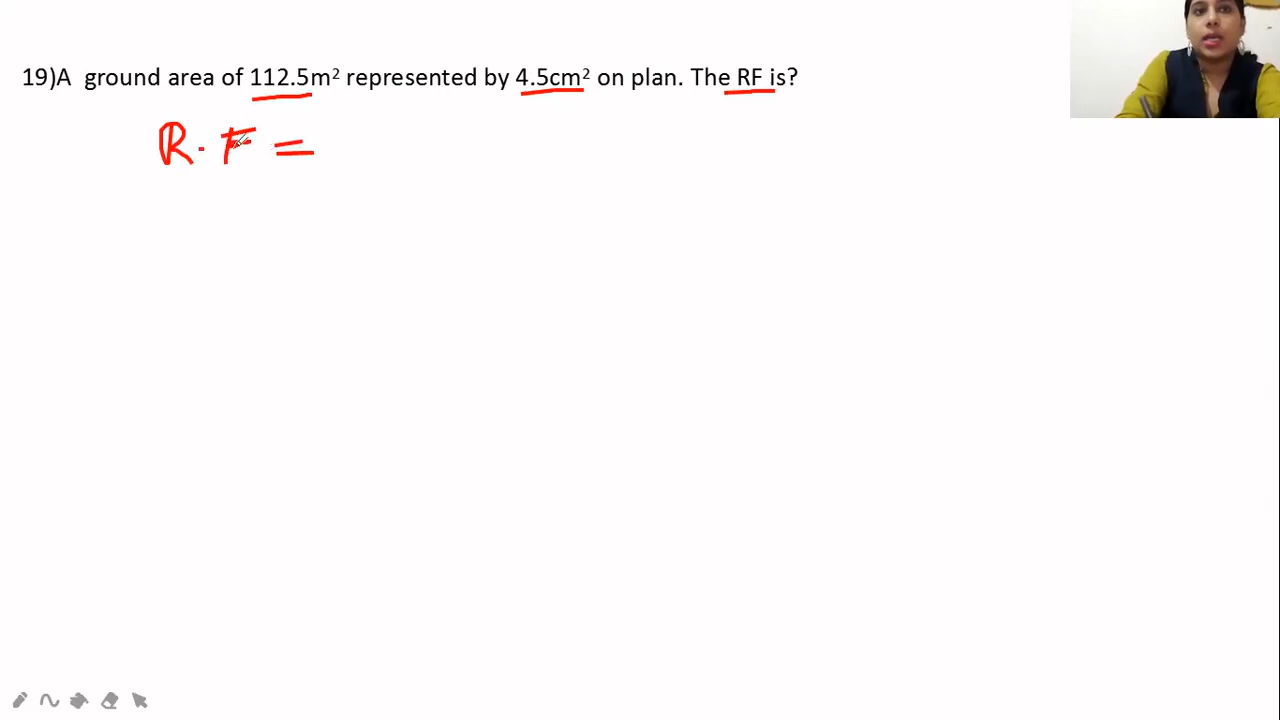 19)A ground area of 112.5m² represented by 4.5cm² on plan. The RF is?
R. F =